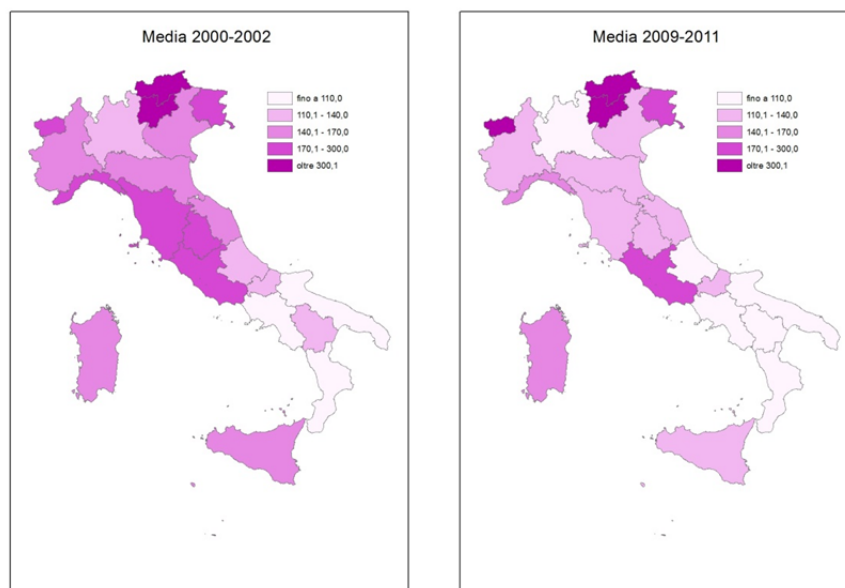 Media 2000-2002
fino a 110,0
110,1 - 140,0
140,1 - 170,0
170,1 - 300,0
oltre 300,1
Media 2009-2011
fino a 110,0
110,1 - 140,0
140,1 - 170,0
170,1 - 300,0
oltre 300,1